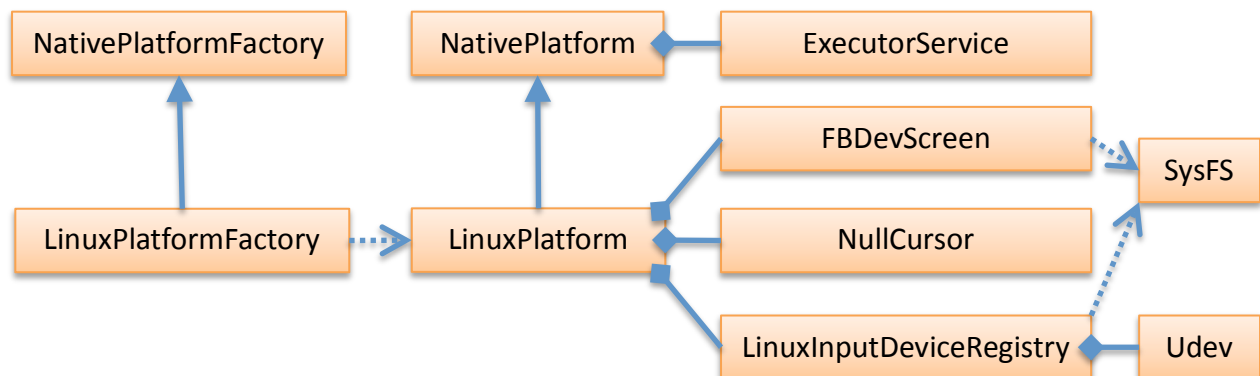 NativePlatformFactory
NativePlatform
ExecutorService
FBDevScreen
SysFS
LinuxPlatformFactory
LinuxPlatform
NullCursor
LinuxInputDeviceRegistry
Udev